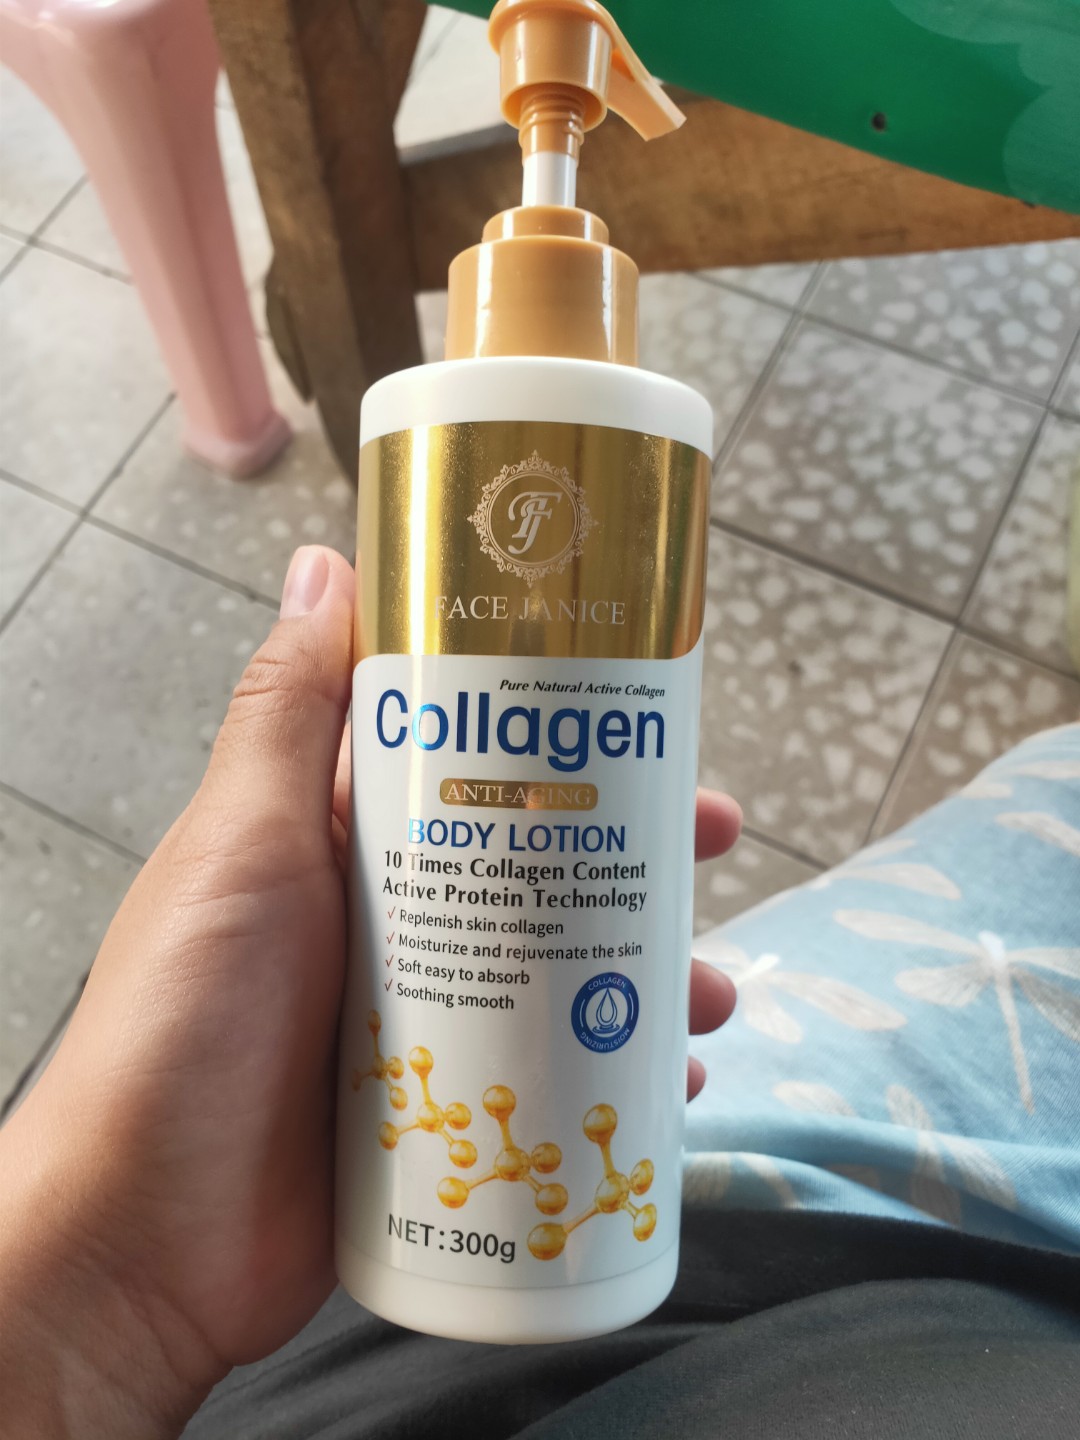 FJ
FACE JANICE
Pure Natural Active Collagen
Collagen
ANTI-AGING
BODY LOTION
10 Times Collagen Content
Active Protein Technology
√ Replenish skin collagen
√ Moisturize and rejuvenate the skin
√ Soft easy to absorb
√ Soothing smooth
COLLAGEN
MOISTURIZING
NET:300g